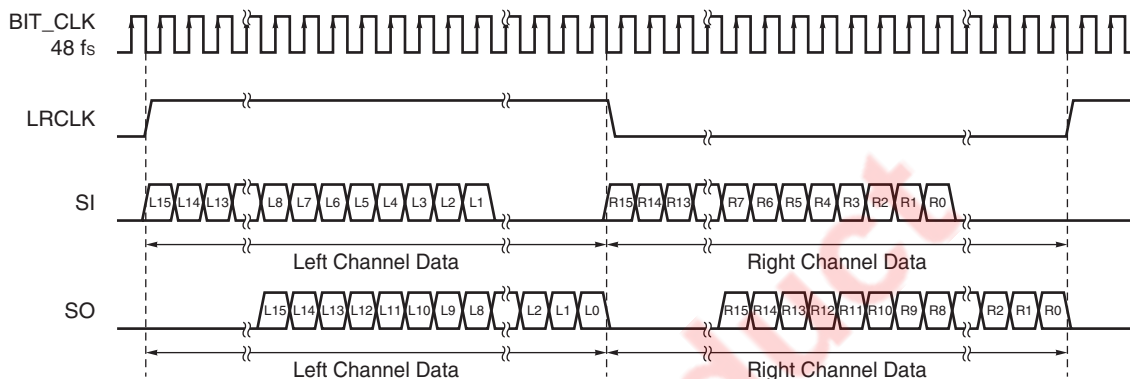 BIT_CLK
48 fs
LRCLK
SI
L15 L14 L13 L8 L7 L6 L5 L4 L3 L2 L1 R15 R14 R13 R7 R6 R5 R4 R3 R2 R1 R0
Left Channel Data Right Channel Data
SO
L15 L14 L13 L12 L11 L10 L9 L8 L2 L1 L0 R15 R14 R13 R12 R11 R10 R9 R8 R2 R1 R0
Left Channel Data Right Channel Data
duct